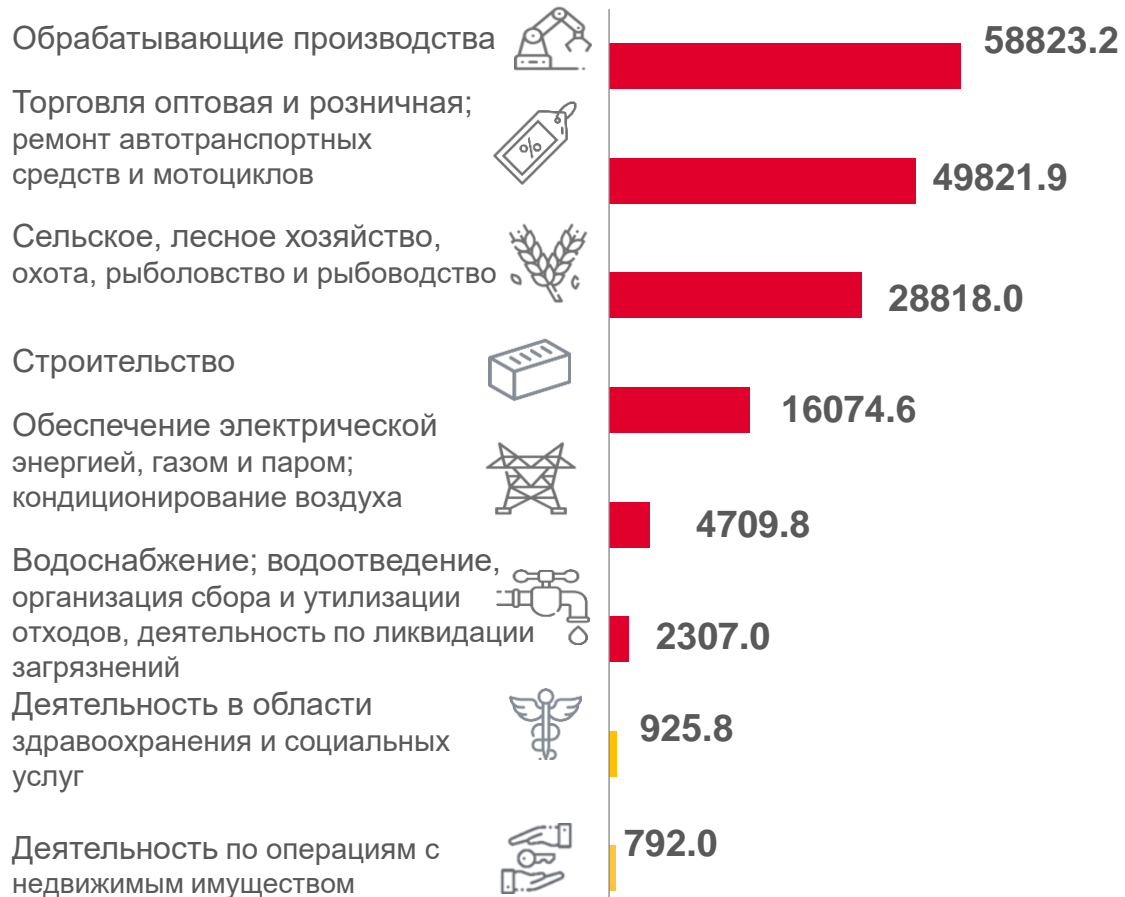 Обрабатывающие производства
58823.2
Торговля оптовая и розничная;
ремонт автотранспортных
средств и мотоциклов
%
49821.9
Сельское, лесное хозяйство,
охота, рыболовство и рыбоводство
28818.0
Строительство
16074.6
Обеспечение электрической
энергией, газом и паром;
кондиционирование воздуха
4709.8
Водоснабжение; водоотведение,
организация сбора и утилизации
отходов, деятельность по ликвидации
загрязнений
2307.0
Деятельность в области
здравоохранения и социальных
услуг
925.8
Деятельность по операциям с
недвижимым имуществом
792.0